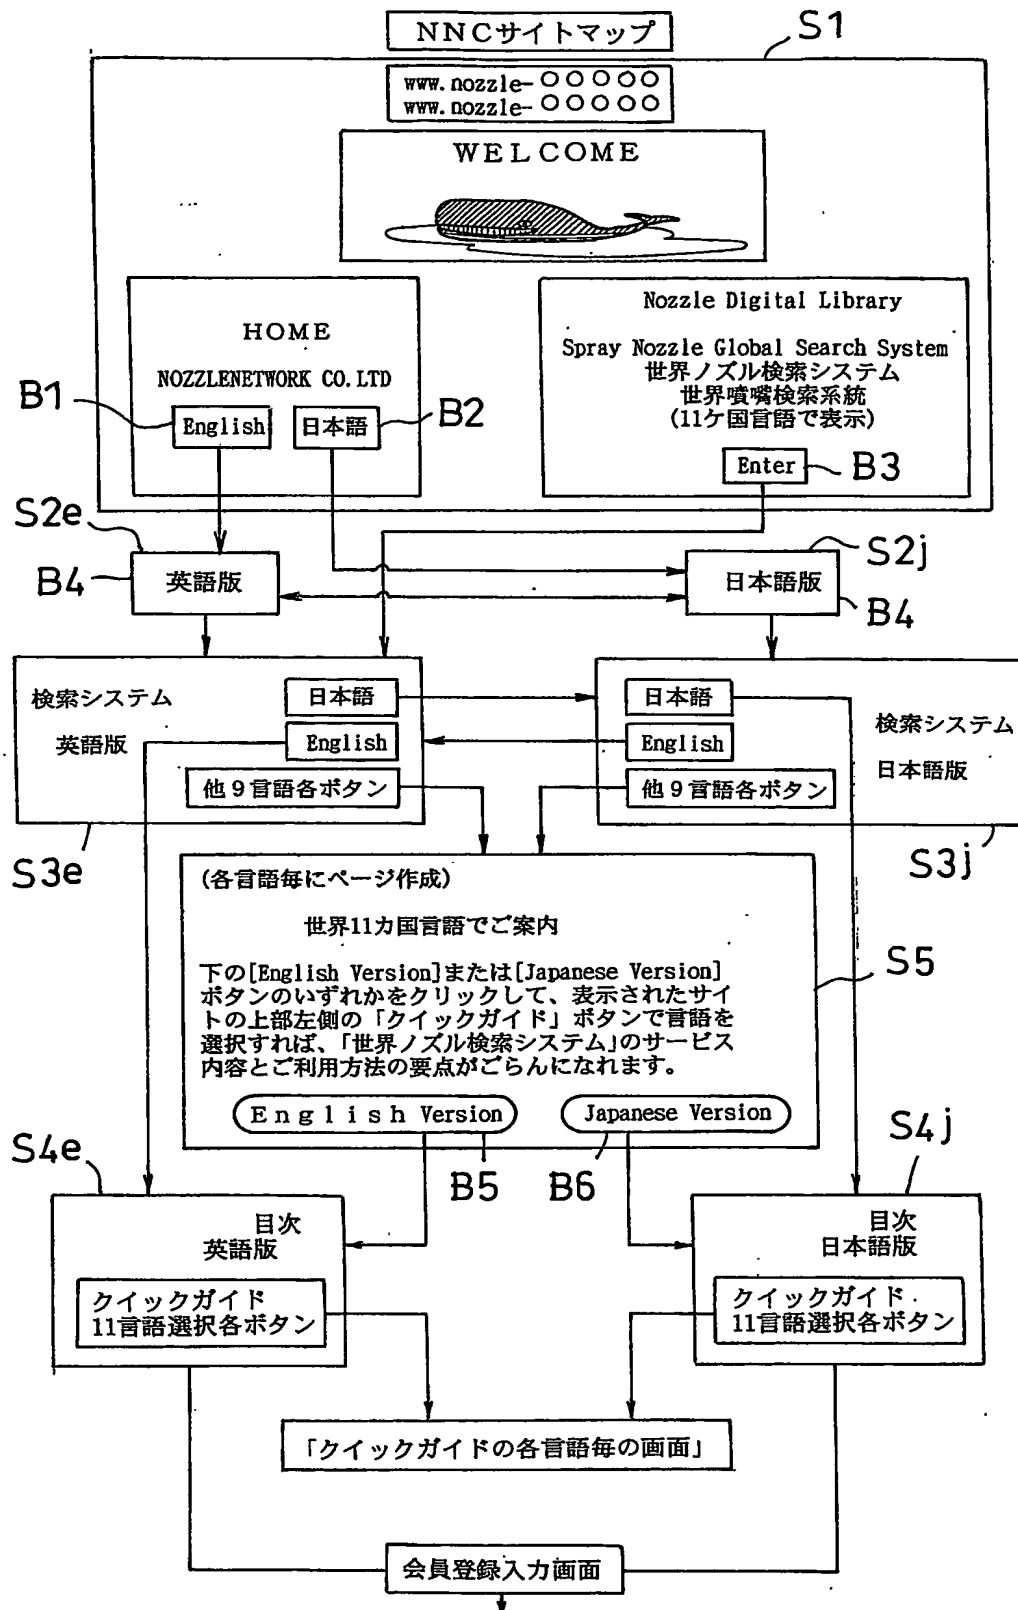 NNCサイトマップ
S1
www.nozzle-○○○○○
www.nozzle-○○○○○
WELCOME
HOME
NOZZLENETWORK CO.LTD
B1
English
日本語
B2
Nozzle Digital Library
Spray Nozzle Global Search System
世界ノズル検索システム
世界噴嘴検索系統
(11ケ国言語で表示)
Enter
B3
S2e
B4
英語版
S2j
日本語版
B4
検索システム
英語版
日本語
English
他9言語各ボタン
S3e
日本語
English
他9言語各ボタン
検索システム
日本語版
S3j
(各言語毎にページ作成)
世界11カ国言語でご案内
下の[English Version]または[Japanese Version]
ボタンのいずれかをクリックして、表示されたサイ
トの上部左側の「クイックガイド」ボタンで言語を
選択すれば、「世界ノズル検索システム」のサービス
内容とご利用方法の要点がごらんになれます。
English Version
Japanese Version
S5
B5
B6
S4e
目次
英語版
クイックガイド
11言語選択各ボタン
S4j
目次
日本語版
クイックガイド
11言語選択各ボタン
「クイックガイドの各言語毎の画面」
会員登録入力画面